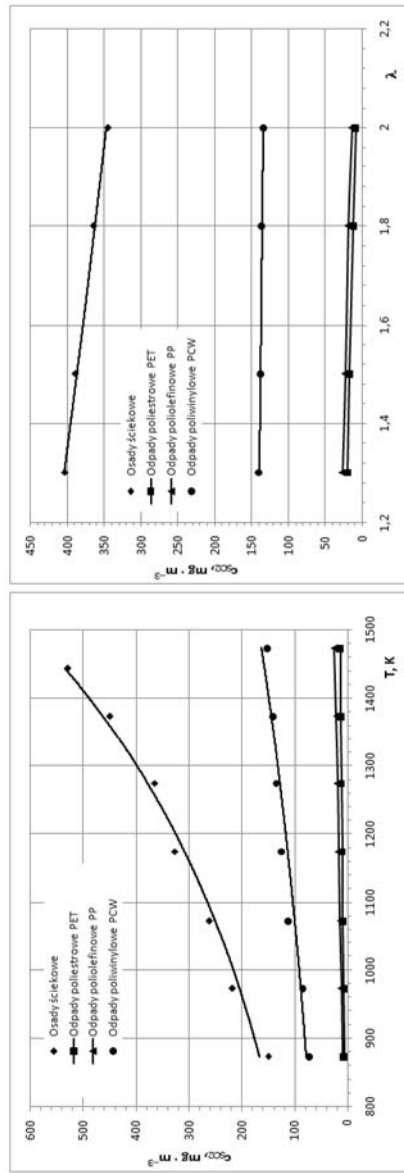 600
500
400
300
200
100
0
c_SO2, mg · m⁻³
Osady ściekowe
Odpady poliestrowe PET
Odpady poliolefinowe PP
Odpady poliwinylowe PCW
800 900 1000 1100 1200 1300 1400 1500
T, K
450
400
350
300
250
200
150
100
50
0
c_SO2, mg · m⁻³
Osady ściekowe
Odpady poliestrowe PET
Odpady poliolefinowe PP
Odpady poliwinylowe PCW
1,2 1,4 1,6 1,8 2 2,2
λ